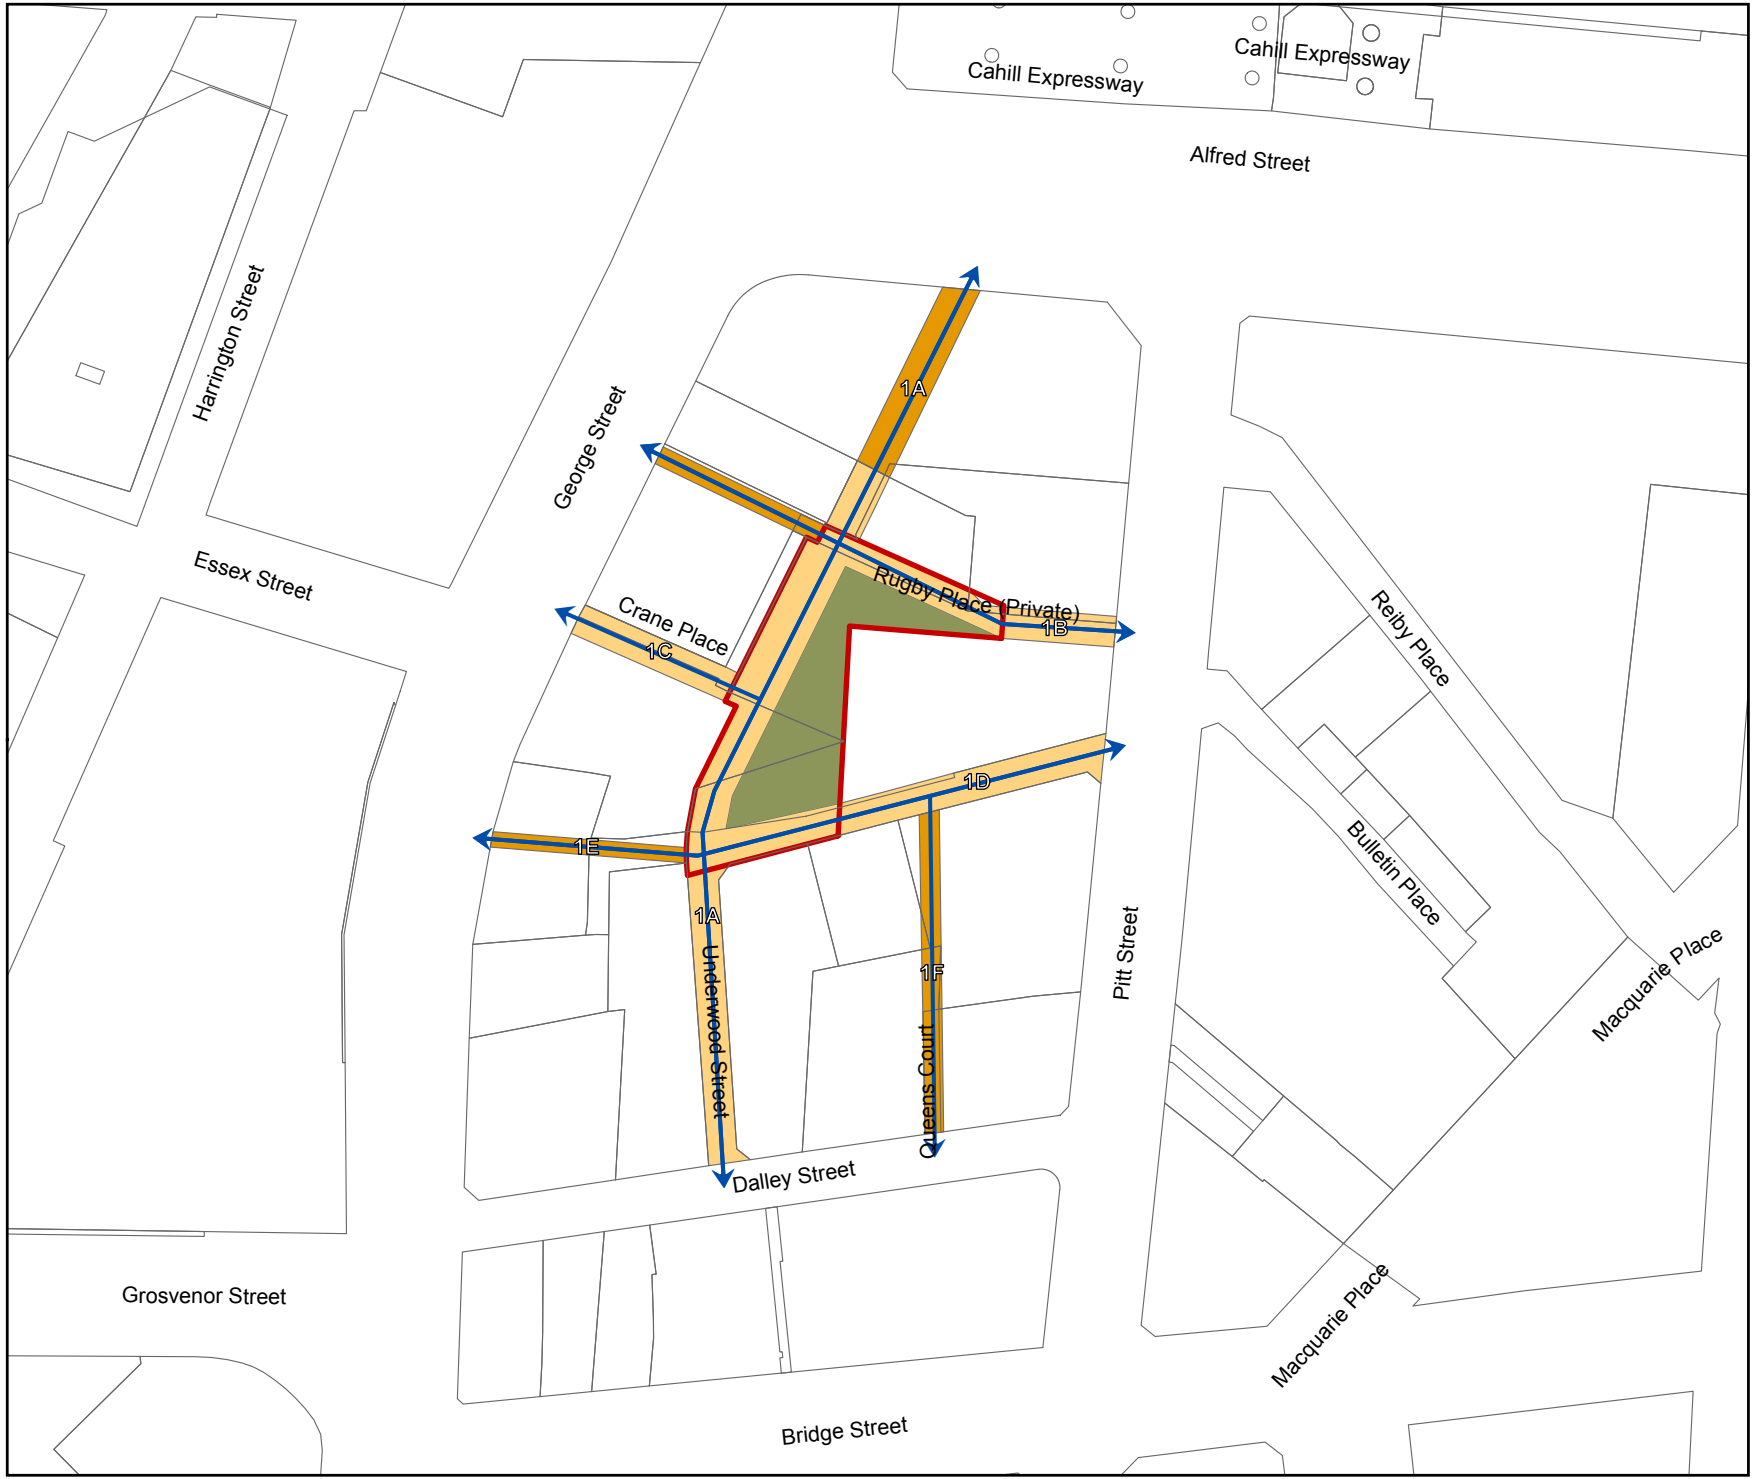 Cahill Expressway
Cahill Expressway
Alfred Street
Harrington Street
1A
George Street
Essex Street
Rugby Place (Private)
Crane Place
1B
1C
Reiby Place
1D
1E
Bulletin Place
1A
Pitt Street
Macquarie Place
1F
Underwood Street
Queens Court
Dalley Street
Grosvenor Street
Macquarie Place
Bridge Street